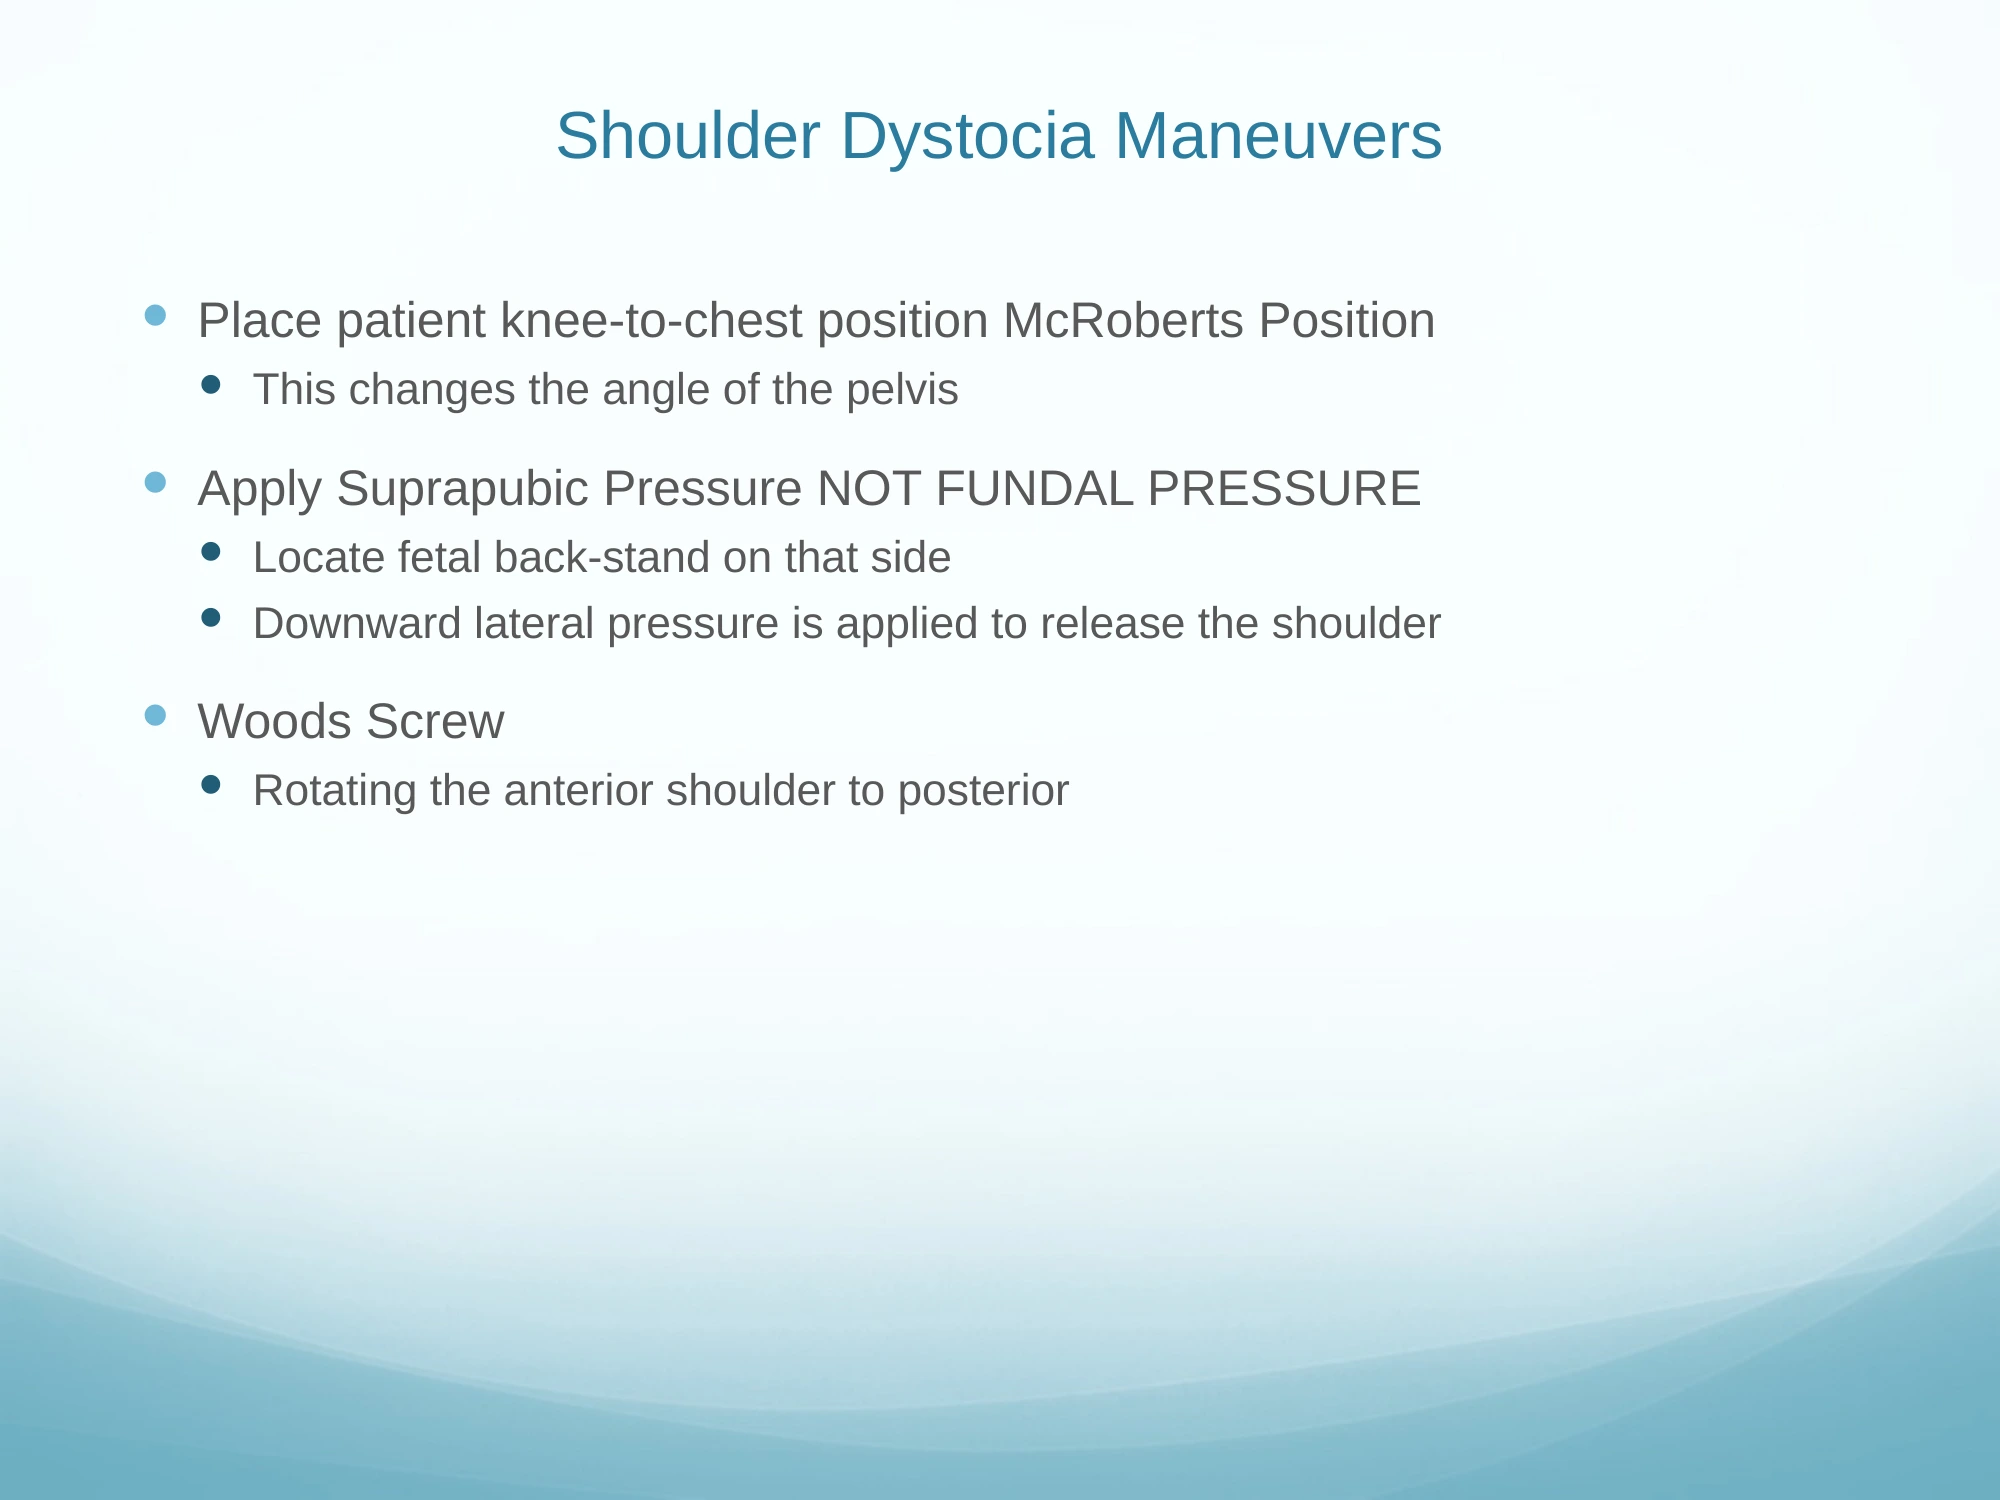 Shoulder Dystocia Maneuvers
Place patient knee-to-chest position McRoberts Position
This changes the angle of the pelvis
Apply Suprapubic Pressure NOT FUNDAL PRESSURE
Locate fetal back-stand on that side
Downward lateral pressure is applied to release the shoulder
Woods Screw
Rotating the anterior shoulder to posterior